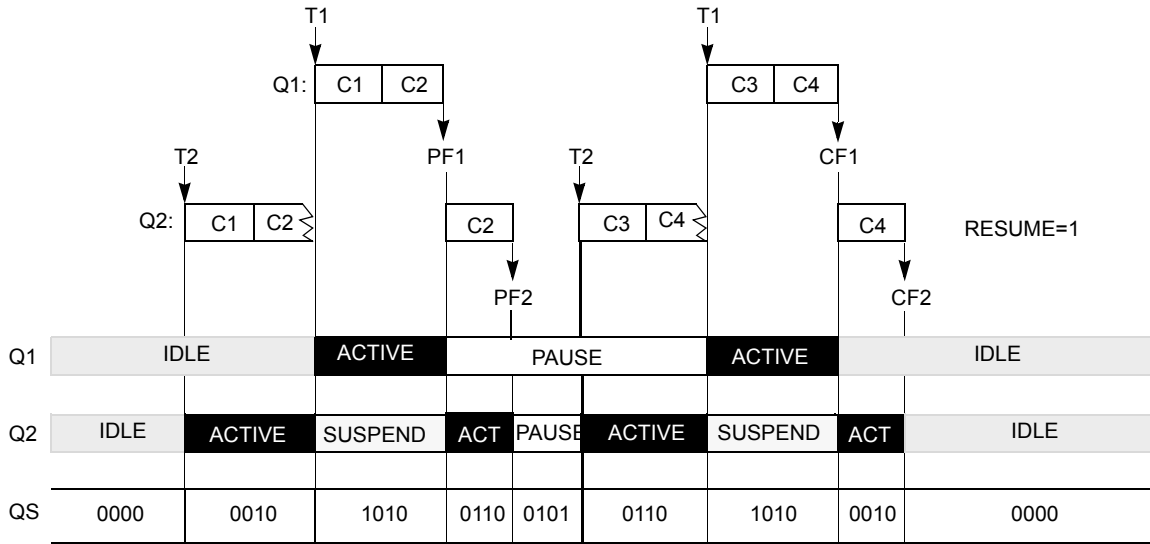 T1 T1
Q1: C1 C2 C3 C4
T2 PF1 T2 CF1
Q2: C1 C2 C2 C3 C4 C4 RESUME=1
PF2 CF2
Q1 IDLE ACTIVE PAUSE ACTIVE IDLE
Q2 IDLE ACTIVE SUSPEND ACT PAUSE ACTIVE SUSPEND ACT IDLE
QS 0000 0010 1010 0110 0101 0110 1010 0010 0000